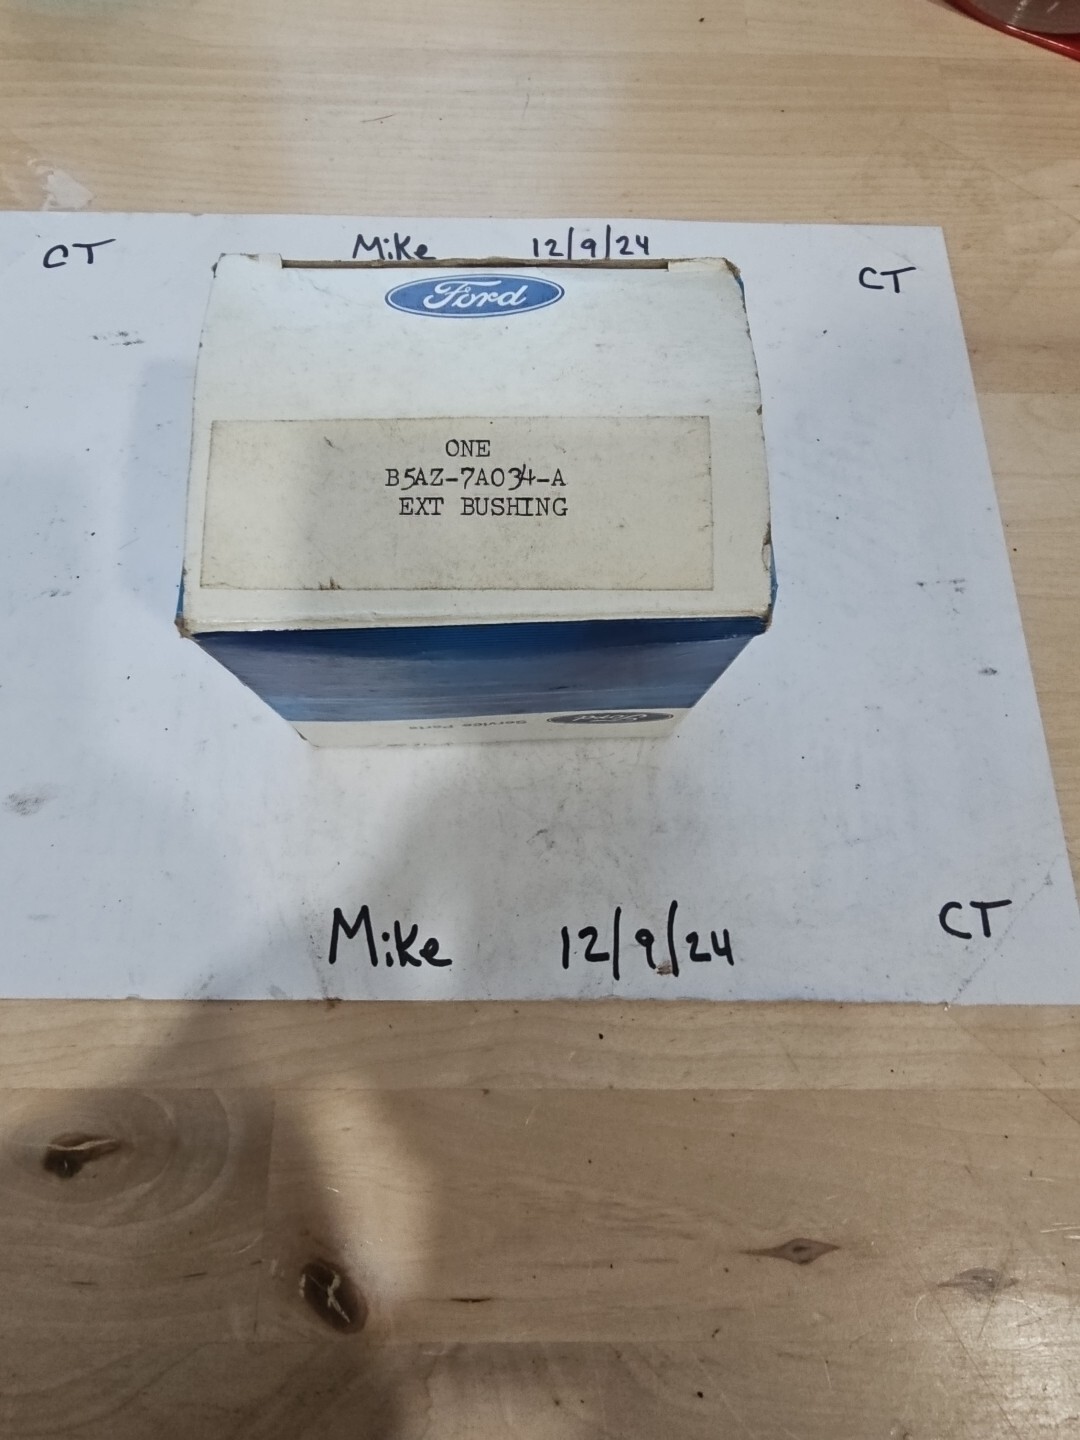 CT
Mike 12/9/24
CT
Ford
ONE
B5AZ-7A034-A
EXT BUSHING
Ford
Service Parts
Mike 12/9/24
CT